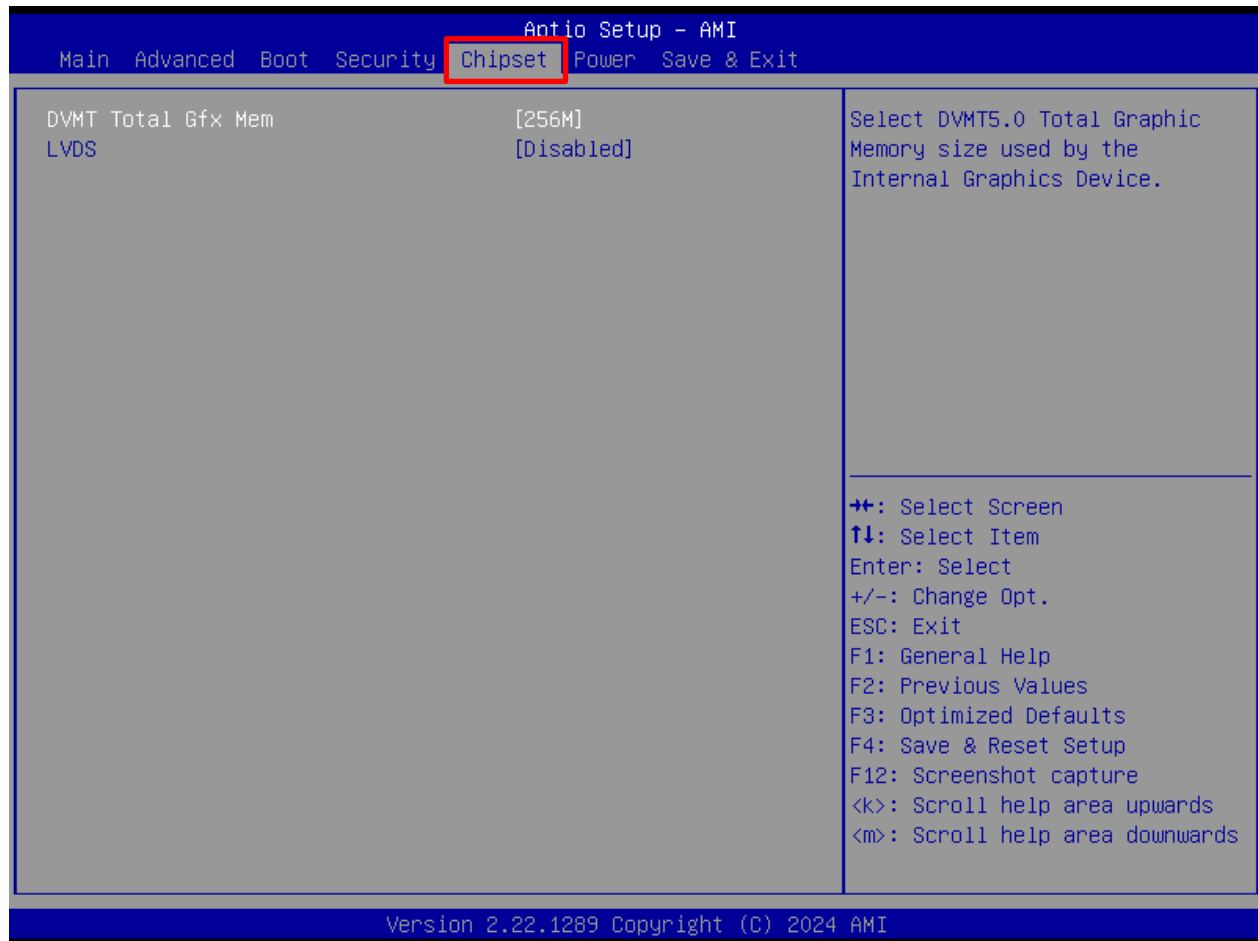 Aptio Setup – AMI
Main Advanced Boot Security Chipset Power Save & Exit
DVMT Total Gfx Mem [256M]
LVDS [Disabled]
Select DVMT5.0 Total Graphic
Memory size used by the
Internal Graphics Device.
→←: Select Screen
↑↓: Select Item
Enter: Select
+/-: Change Opt.
ESC: Exit
F1: General Help
F2: Previous Values
F3: Optimized Defaults
F4: Save & Reset Setup
F12: Screenshot capture
<k>: Scroll help area upwards
<m>: Scroll help area downwards
Version 2.22.1289 Copyright (C) 2024 AMI